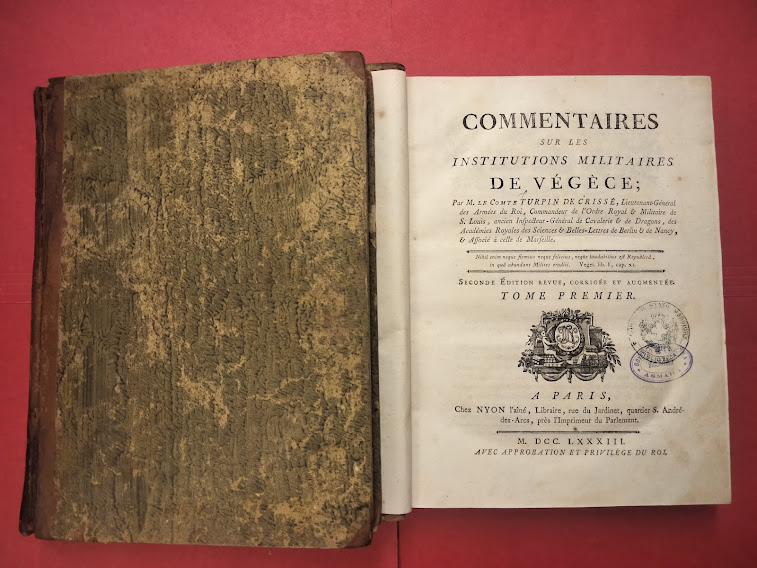 COMMENTAIRES
SUR LES
INSTITUTIONS MILITAIRES
DE VÉGÈCE;
Par M. LE COMTE TURPIN DE CRISSÉ, Lieutenant-Général
des Armées du Roi, Commandeur de l'Ordre Royal & Militaire de
S. Louis, ancien Inspecteur-Général de Cavalerie & de Dragons, des
Académies Royales des Sciences & Belles-Lettres de Berlin & de Nancy,
& Associé à celle de Marseille.
Nihil enim neque firmius neque felicius, neque laudabilius est Republicâ,
in quâ abundant Milites eruditi. Veget. lib. I, cap.
SECONDE ÉDITION REVUE, CORRIGÉE ET AUGMENTÉE.
TOME PREMIER.
A PARIS,
Chez NYON l'aîné, Libraire, rue du Jardinet, quartier S. André-
des-Arcs, près l'Imprimeur du Parlement.
M. DCC. LXXXIII.
AVEC APPROBATION ET PRIVILÉGE DU ROI.